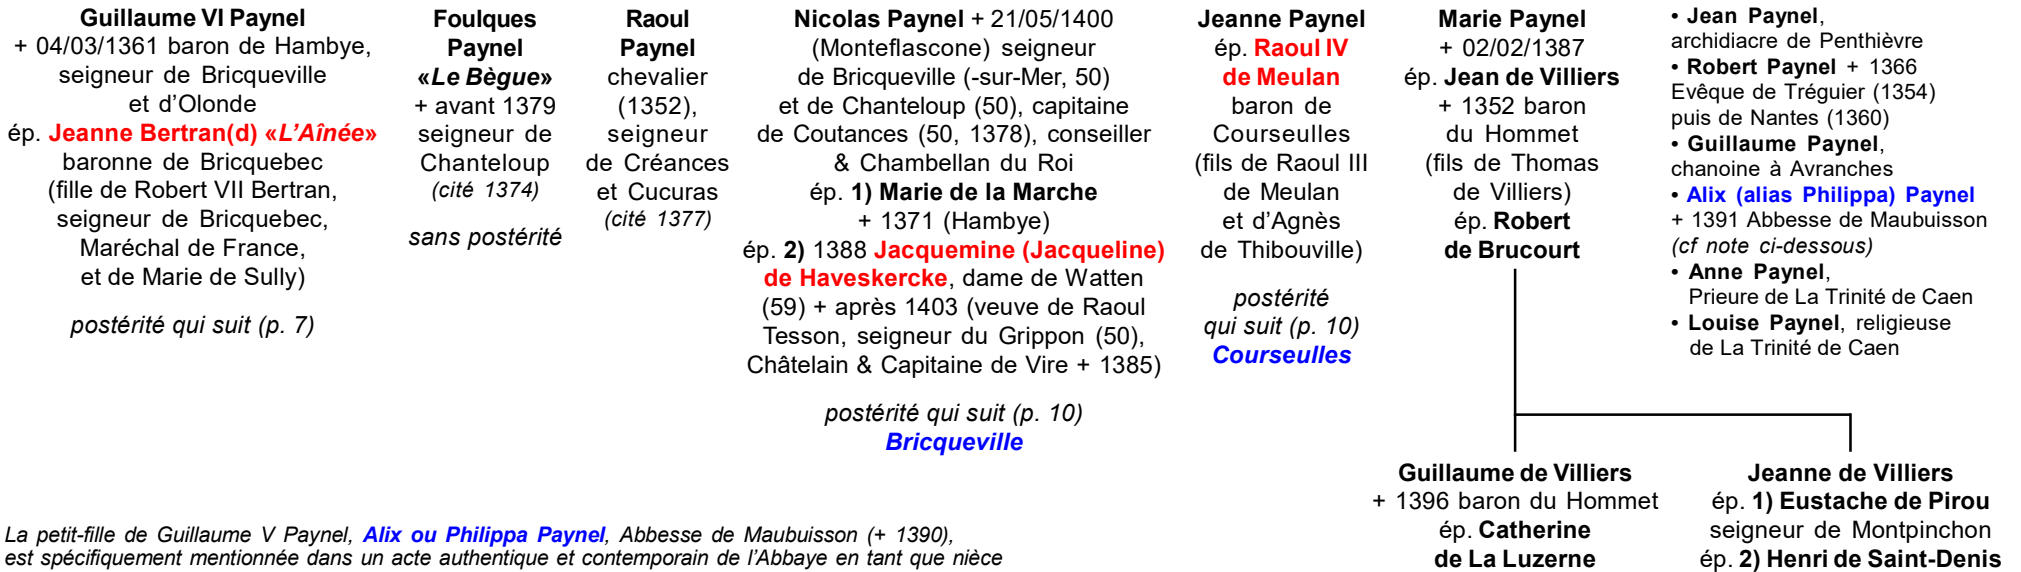 Guillaume VI Paynel
+ 04/03/1361 baron de Hambye,
seigneur de Bricqueville
et d’Olonde
ép. Jeanne Bertran(d) «L’Aînée»
baronne de Bricquebec
(fille de Robert VII Bertran,
seigneur de Bricquebec,
Maréchal de France,
et de Marie de Sully)
postérité qui suit (p. 7)
Foulques
Paynel
«Le Bègue»
+ avant 1379
seigneur de
Chanteloup
(cité 1374)
sans postérité
Raoul
Paynel
chevalier
(1352),
seigneur
de Créances
et Cucuras
(cité 1377)
Nicolas Paynel + 21/05/1400
(Monteflascone) seigneur
de Bricqueville (-sur-Mer, 50)
et de Chanteloup (50), capitaine
de Coutances (50, 1378), conseiller
& Chambellan du Roi
ép. 1) Marie de la Marche
+ 1371 (Hambye)
ép. 2) 1388 Jacquemine (Jacqueline)
de Haveskercke, dame de Watten
(59) + après 1403 (veuve de Raoul
Tesson, seigneur du Grippon (50),
Châtelain & Capitaine de Vire + 1385)
postérité qui suit (p. 10)
Bricqueville
Jeanne Paynel
ép. Raoul IV
de Meulan
baron de
Courseulles
(fils de Raoul III
de Meulan
et d’Agnès
de Thibouville)
postérité
qui suit (p. 10)
Courseulles
Marie Paynel
+ 02/02/1387
ép. Jean de Villiers
+ 1352 baron
du Hommet
(fils de Thomas
de Villiers)
ép. Robert
de Brucourt
• Jean Paynel,
archidiacre de Penthièvre
• Robert Paynel + 1366
Evêque de Tréguier (1354)
puis de Nantes (1360)
• Guillaume Paynel,
chanoine à Avranches
• Alix (alias Philippa) Paynel
+ 1391 Abbesse de Maubuisson
(cf note ci-dessous)
• Anne Paynel,
Prieure de La Trinité de Caen
• Louise Paynel, religieuse
de La Trinité de Caen
Guillaume de Villiers
+ 1396 baron du Hommet
ép. Catherine
de La Luzerne
Jeanne de Villiers
ép. 1) Eustache de Pirou
seigneur de Montpinchon
ép. 2) Henri de Saint-Denis
La petit-fille de Guillaume V Paynel, Alix ou Philippa Paynel, Abbesse de Maubuisson (+ 1390),
est spécifiquement mentionnée dans un acte authentique et contemporain de l’Abbaye en tant que nièce